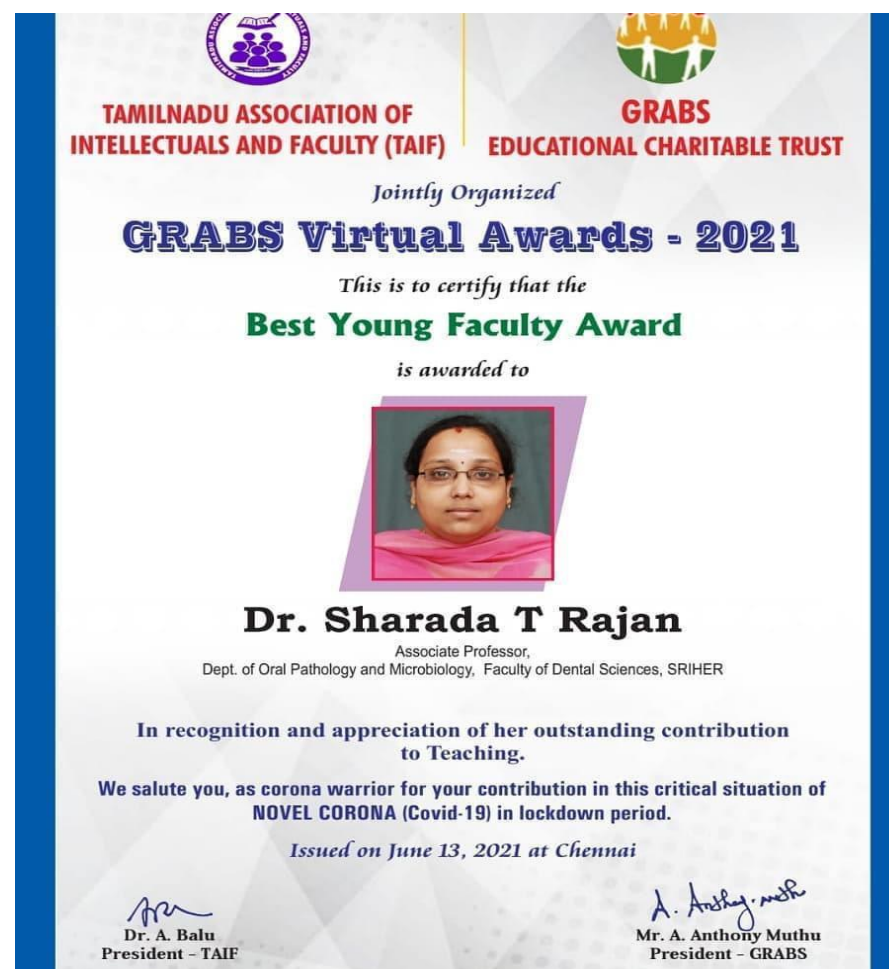 TAMILNADU ASSOCIATION OF
INTELLECTUALS AND FACULTY (TAIF)
GRABS
EDUCATIONAL CHARITABLE TRUST
Jointly Organized
GRABS Virtual Awards - 2021
This is to certify that the
Best Young Faculty Award
is awarded to
Dr. Sharada T Rajan
Associate Professor,
Dept. of Oral Pathology and Microbiology, Faculty of Dental Sciences, SRIHER
In recognition and appreciation of her outstanding contribution
to Teaching.
We salute you, as corona warrior for your contribution in this critical situation of
NOVEL CORONA (Covid-19) in lockdown period.
Issued on June 13, 2021 at Chennai
Dr. A. Balu
President - TAIF
A. Anthony muth
Mr. A. Anthony Muthu
President - GRABS